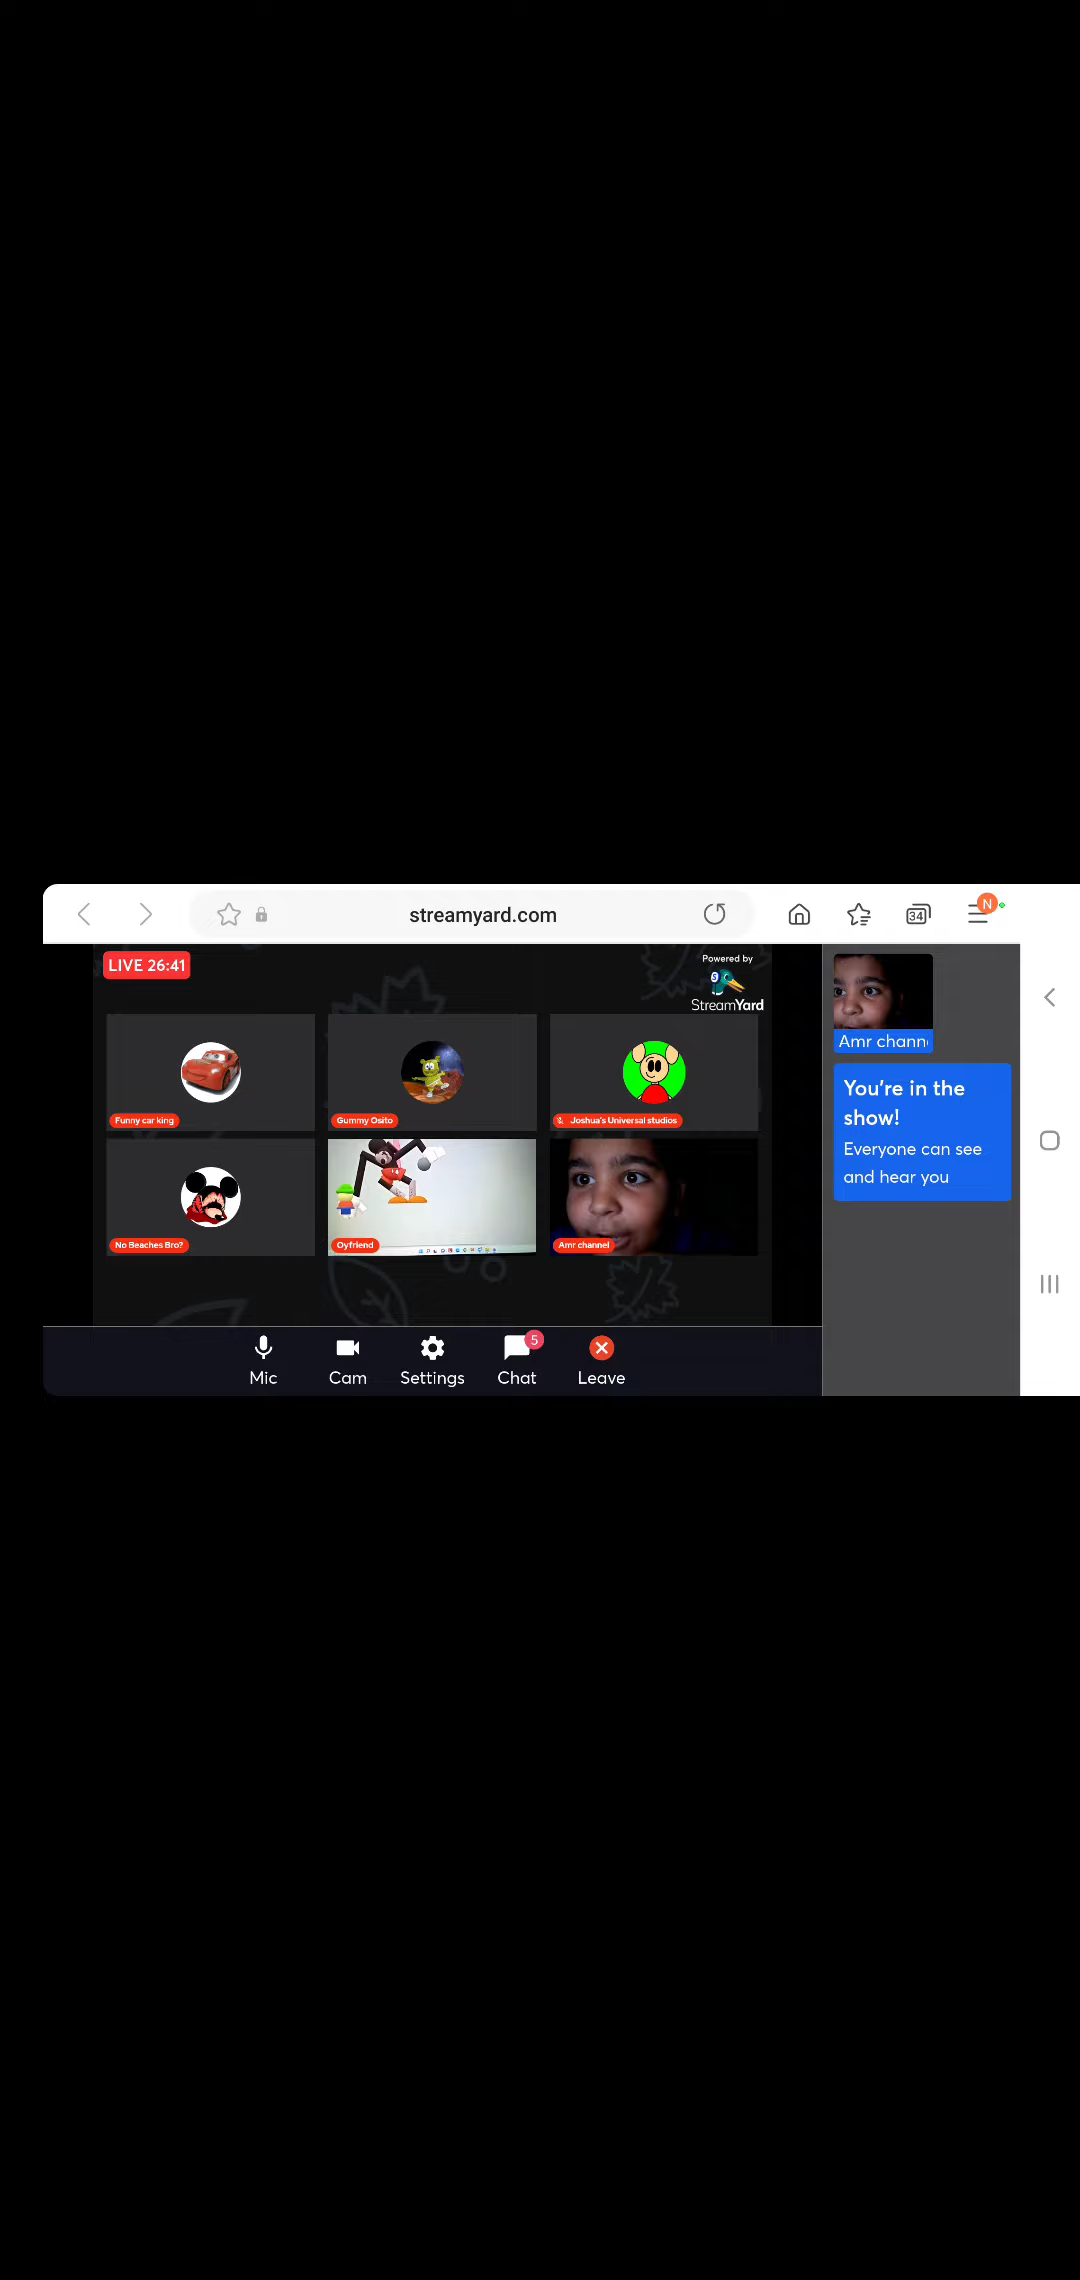 streamyard.com
34
N
LIVE 26:41
Powered by
StreamYard
Funny car king
Gummy Osito
Joshua's Universal studios
No Beaches Bro?
Oyfriend
Amr channel
Amr chann
You're in the
show!
Everyone can see
and hear you
5
Mic
Cam
Settings
Chat
Leave